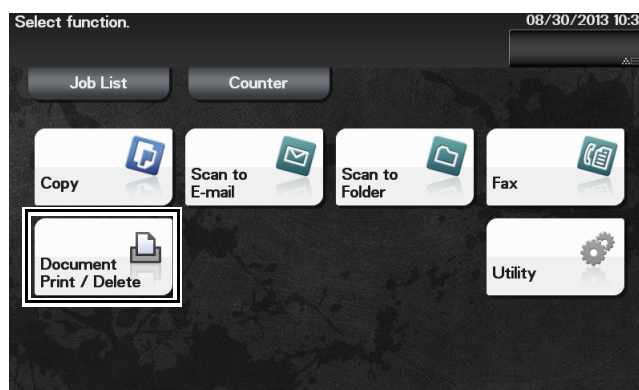 Select function.
08/30/2013 10:3
Job List
Counter
Copy
Scan to
E-mail
Scan to
Folder
Fax
Document
Print / Delete
Utility